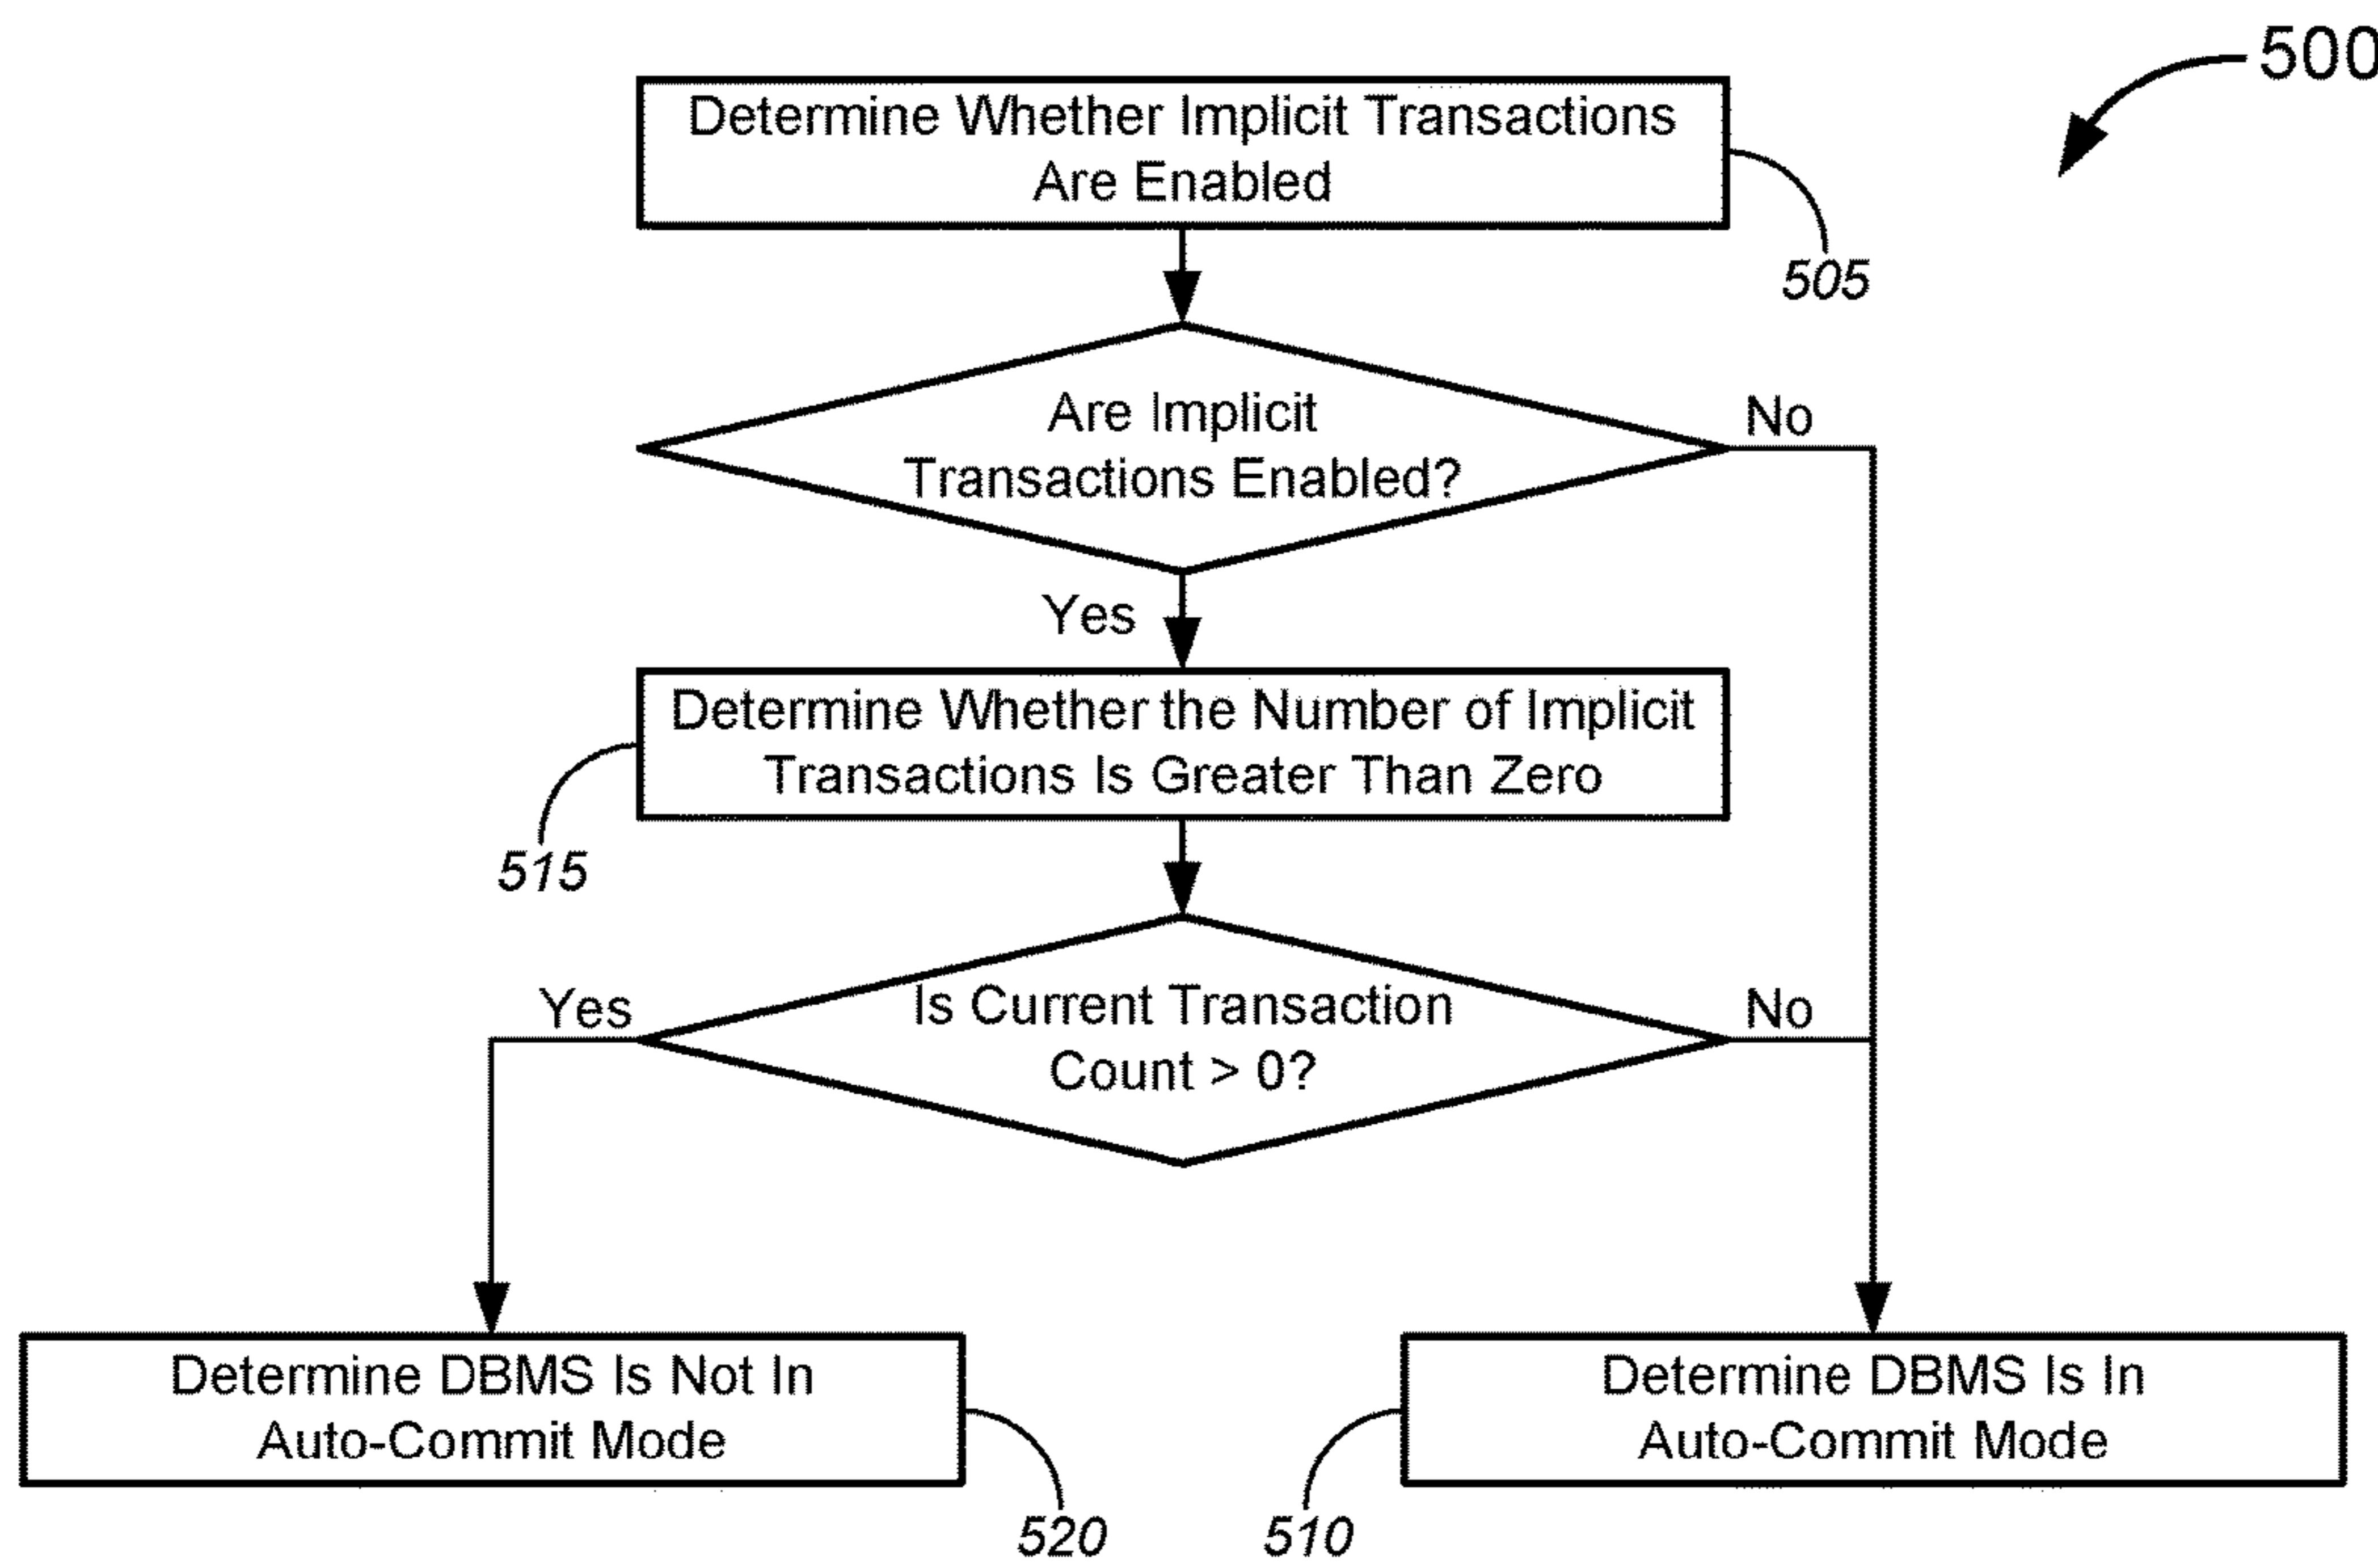 500
Determine Whether Implicit Transactions
Are Enabled
505
Are Implicit
Transactions Enabled?
No
Yes
Determine Whether the Number of Implicit
Transactions Is Greater Than Zero
515
Is Current Transaction
Count > 0?
Yes
No
Determine DBMS Is Not In
Auto-Commit Mode
520
Determine DBMS Is In
Auto-Commit Mode
510